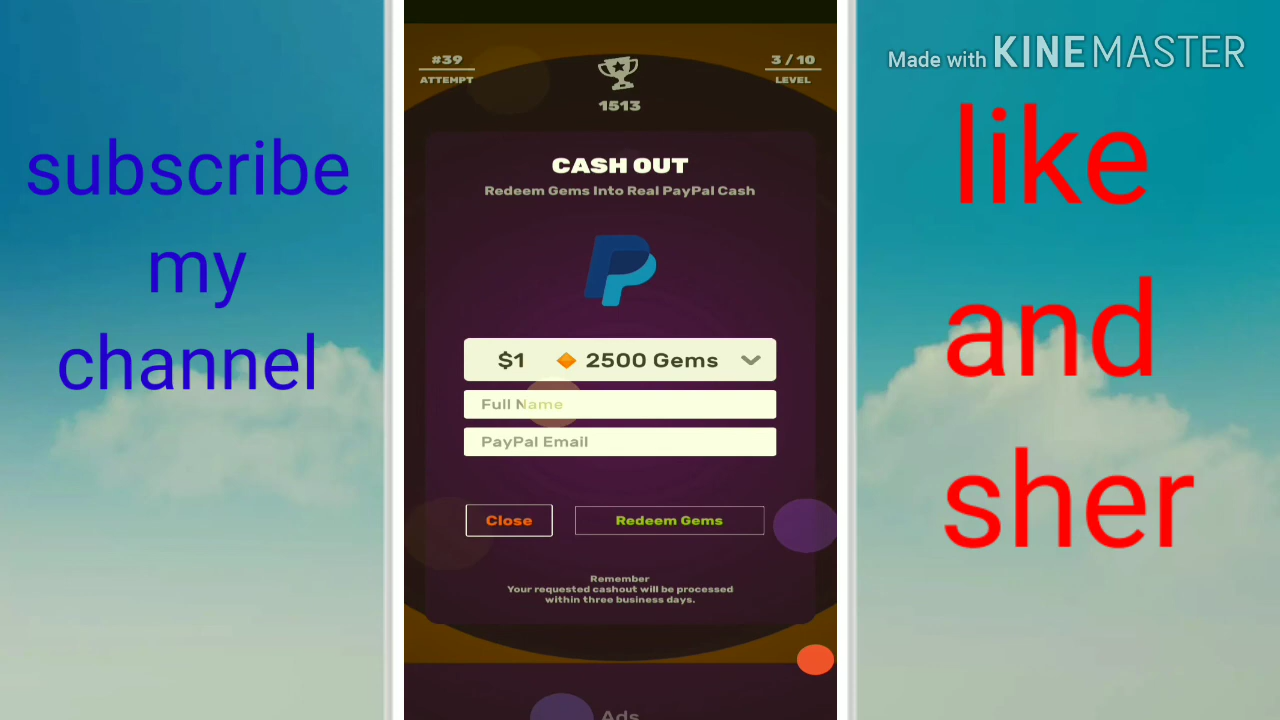 subscribe
my
channel
#39
ATTEMPT
1513
3 / 10
LEVEL
CASH OUT
Redeem Gems Into Real PayPal Cash
$1 2500 Gems
Full Name
PayPal Email
Close
Redeem Gems
Remember
Your requested cashout will be processed
within three business days.
Ads
Made with KINEMASTER
like
and
sher